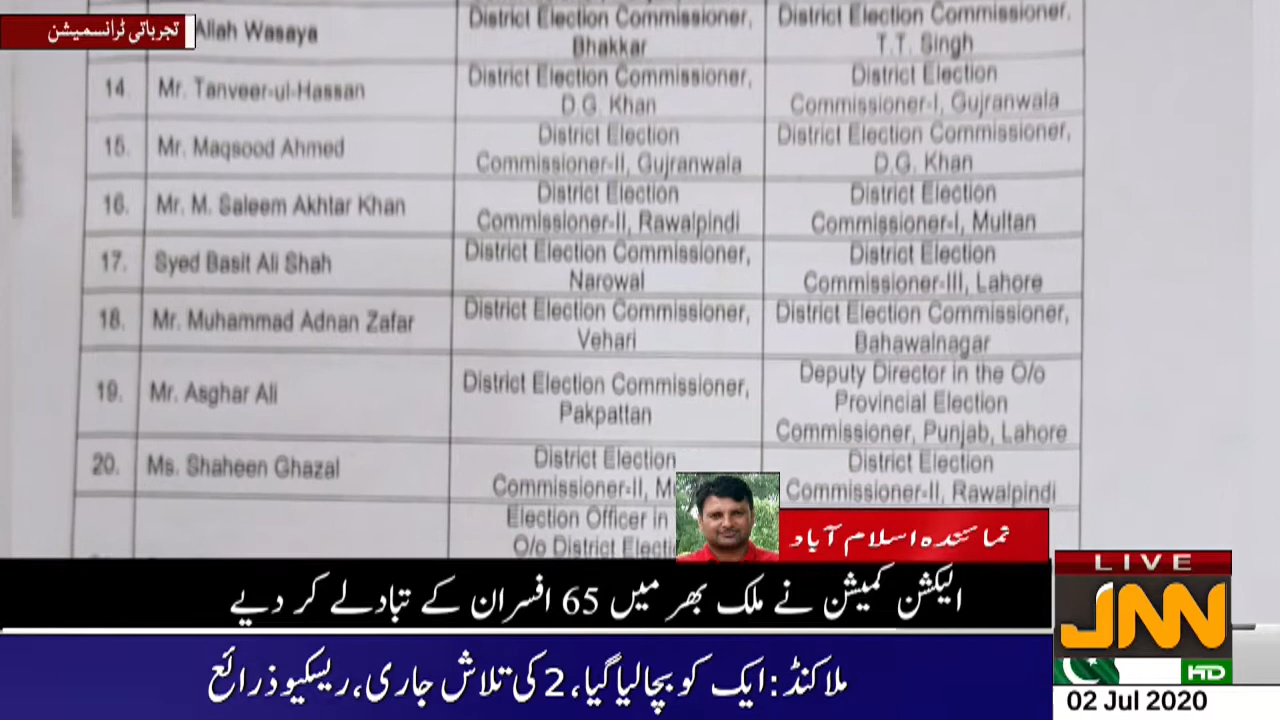 تجرباتی ٹرانسمیشن
Allah Wasaya
District Election Commissioner,
Bhakkar
District Election Commissioner,
T.T. Singh
14.
Mr. Tanveer-ul-Hassan
District Election Commissioner,
D.G. Khan
District Election
Commissioner-I, Gujranwala
15.
Mr. Maqsood Ahmed
District Election
Commissioner-II, Gujranwala
District Election Commissioner,
D.G. Khan
16.
Mr. M. Saleem Akhtar Khan
District Election
Commissioner-II, Rawalpindi
District Election
Commissioner-I, Multan
17.
Syed Basit Ali Shah
District Election Commissioner,
Narowal
District Election
Commissioner-III, Lahore
18.
Mr. Muhammad Adnan Zafar
District Election Commissioner,
Vehari
District Election Commissioner,
Bahawalnagar
19.
Mr. Asghar Ali
District Election Commissioner,
Pakpattan
Deputy Director in the O/o
Provincial Election
Commissioner, Punjab, Lahore
20.
Ms. Shaheen Ghazal
District Election
Commissioner-II, M
District Election
Commissioner-II, Rawalpindi
Election Officer in
O/o District
نمائندہ اسلام آباد
الیکشن کمیشن نے ملک بھر میں 65 افسران کے تبادلے کر دیے
ملاکنڈ: ایک کو بچا لیا گیا، 2 کی تلاش جاری، ریسکیو ذرائع
LIVE
JNN
HD
02 Jul 2020